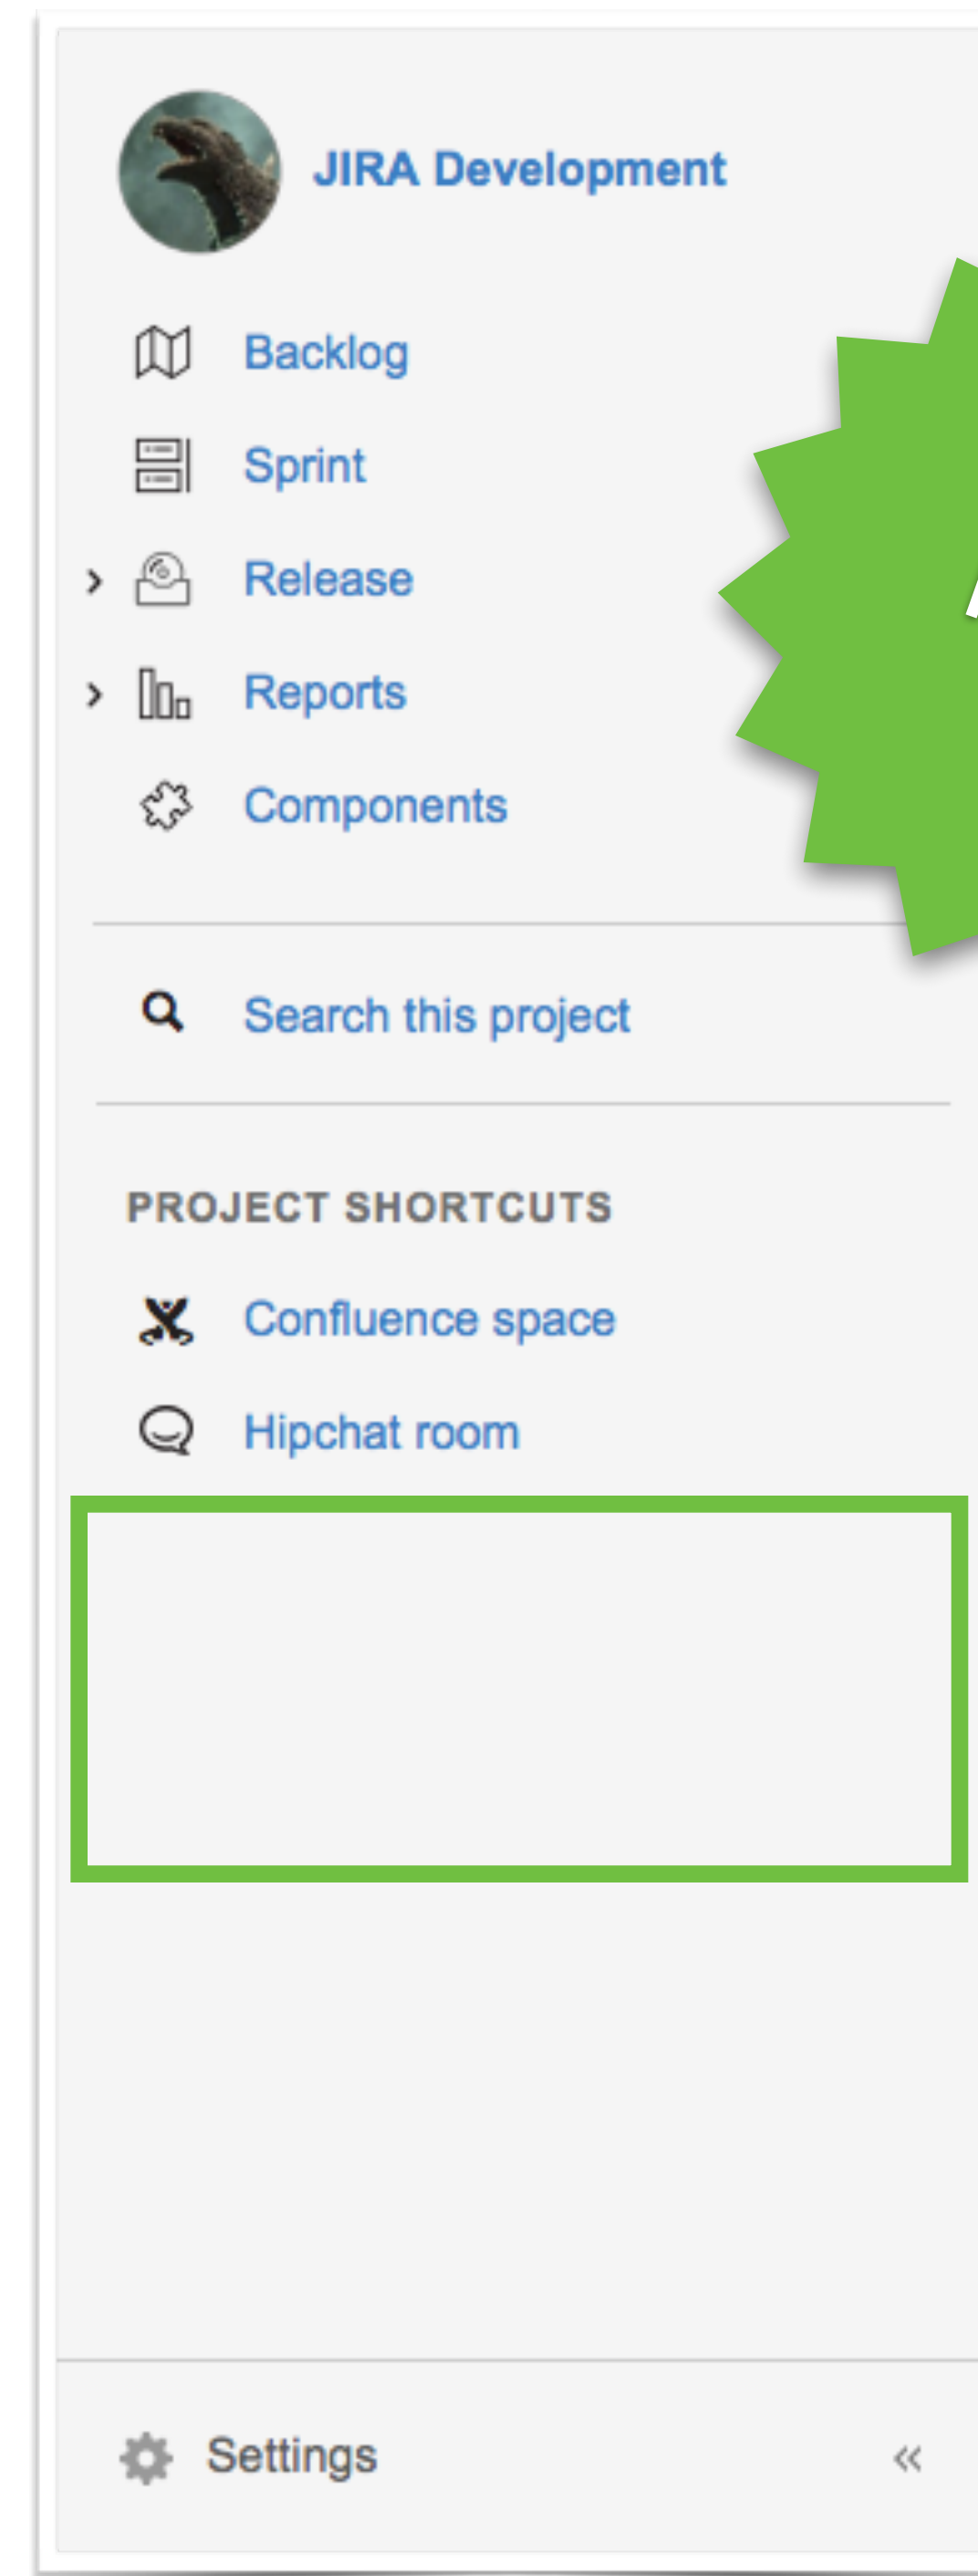 JIRA Development
Backlog
Sprint
Release
Reports
Components
Search this project
PROJECT SHORTCUTS
Confluence space
Hipchat room
Settings